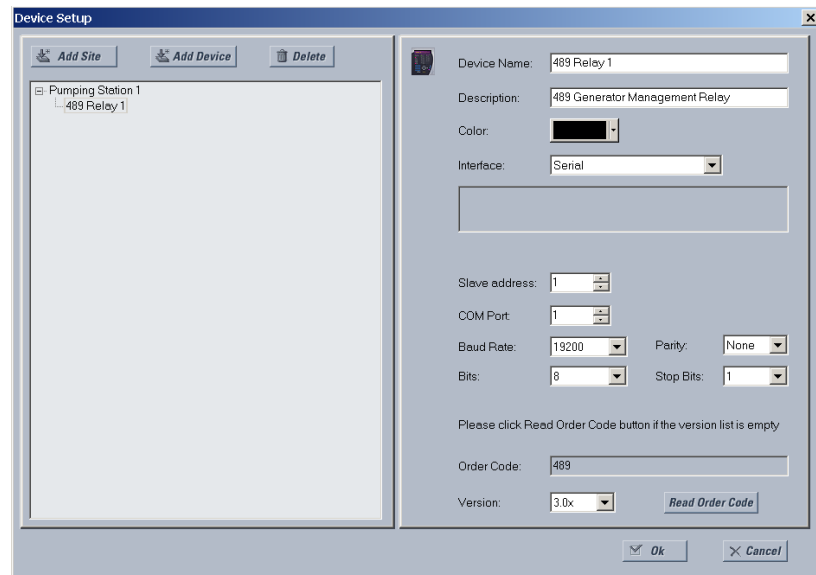 Device Setup
Add Site Add Device Delete
Pumping Station 1
489 Relay 1
Device Name: 489 Relay 1
Description: 489 Generator Management Relay
Color:
Interface: Serial
Slave address: 1
COM Port: 1
Baud Rate: 19200 Parity: None
Bits: 8 Stop Bits: 1
Please click Read Order Code button if the version list is empty
Order Code: 489
Version: 3.0x Read Order Code
Ok Cancel